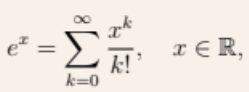 $e^x = \sum_{k=0}^{\infty} \frac{x^k}{k!}, \quad x \in \mathbb{R},$